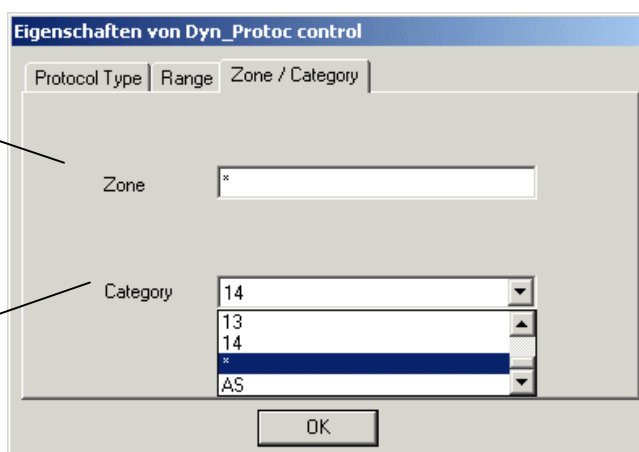 Eigenschaften von Dyn_Protoc control
Protocol Type Range Zone / Category
Zone *
Category 14
13
14
*
AS
OK